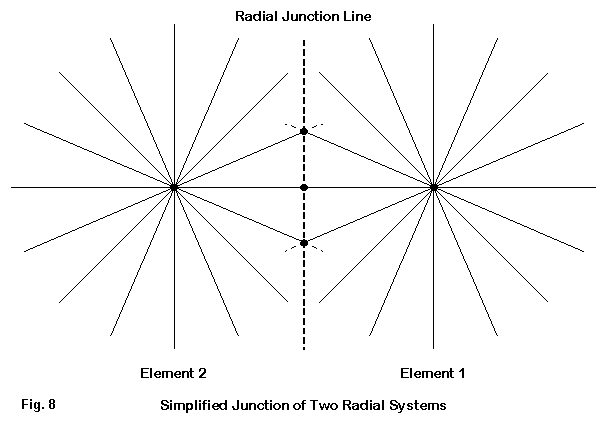 Radial Junction Line
Element 2
Element 1
Fig. 8
Simplified Junction of Two Radial Systems